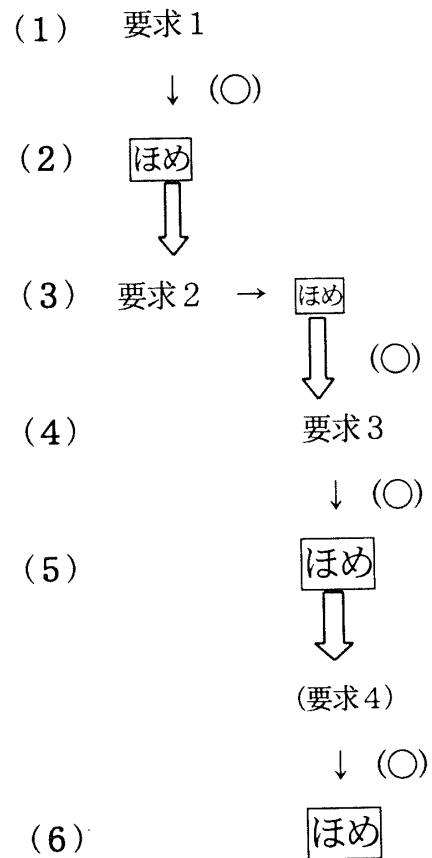 (1) 要求1
↓ (○)
(2) ほめ
(3) 要求2 → ほめ
(○)
(4) 要求3
↓ (○)
(5) ほめ
(要求4)
↓ (○)
(6) ほめ